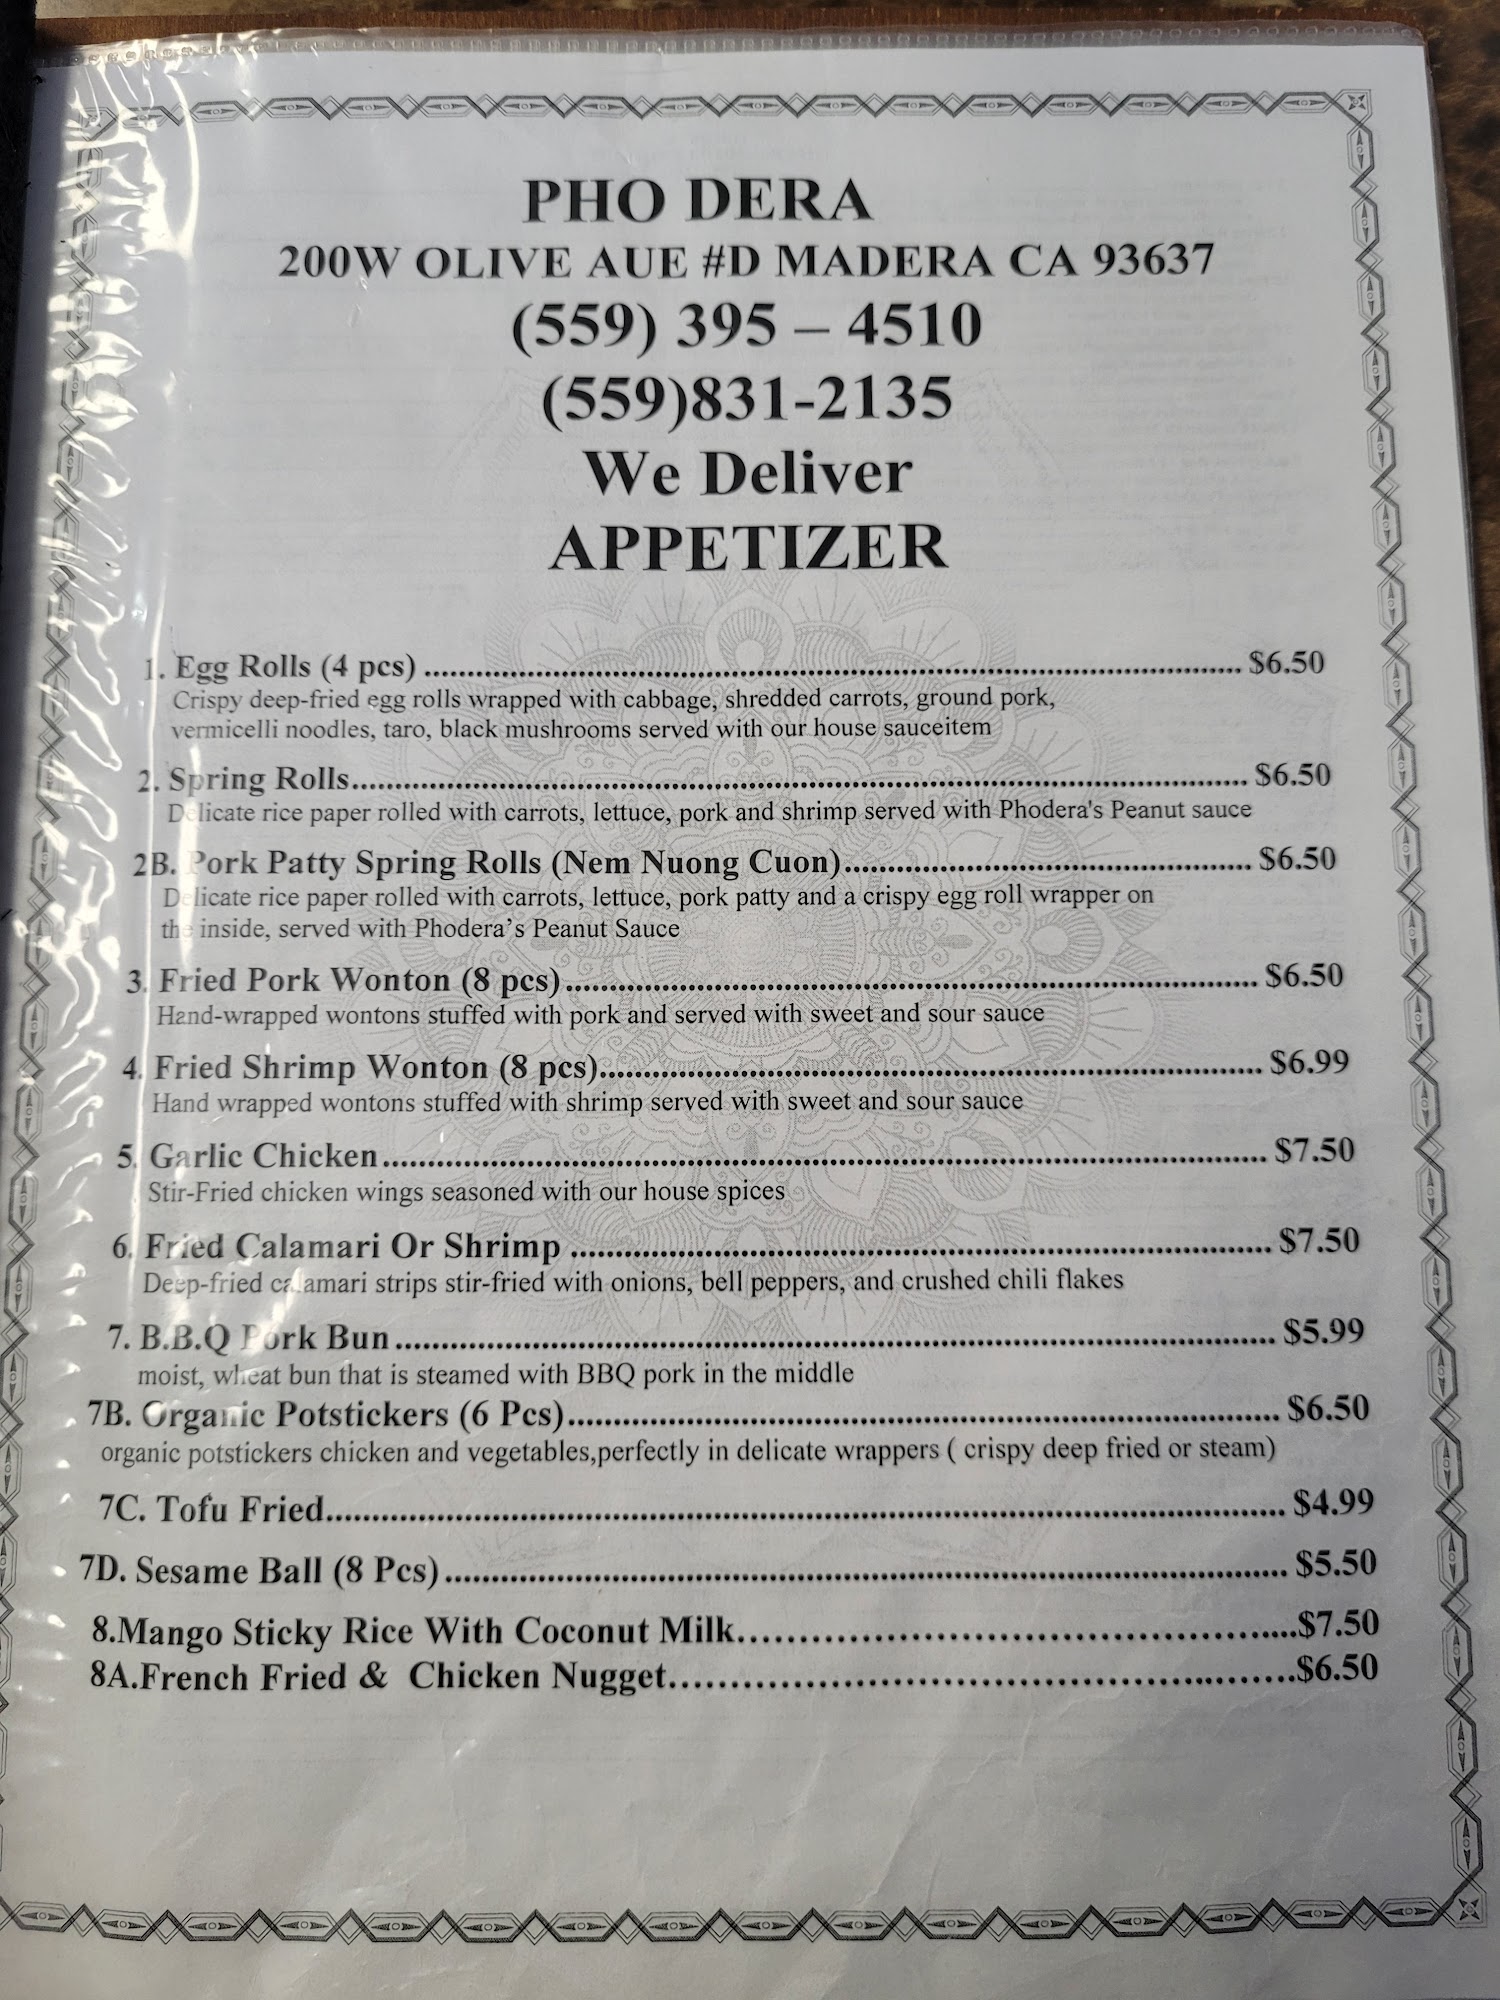 PHO DERA
200W OLIVE AUE #D MADERA CA 93637
(559) 395 – 4510
(559)831-2135
We Deliver
APPETIZER
1. Egg Rolls (4 pcs) ........................ $6.50
Crispy deep-fried egg rolls wrapped with cabbage, shredded carrots, ground pork,
vermicelli noodles, taro, black mushrooms served with our house sauceitem
2. Spring Rolls........................ $6.50
Delicate rice paper rolled with carrots, lettuce, pork and shrimp served with Phodera's Peanut sauce
2B. Pork Patty Spring Rolls (Nem Nuong Cuon)........................ $6.50
Delicate rice paper rolled with carrots, lettuce, pork patty and a crispy egg roll wrapper on
the inside, served with Phodera’s Peanut Sauce
3. Fried Pork Wonton (8 pcs)........................ $6.50
Hand-wrapped wontons stuffed with pork and served with sweet and sour sauce
4. Fried Shrimp Wonton (8 pcs)........................ $6.99
Hand wrapped wontons stuffed with shrimp served with sweet and sour sauce
5. Garlic Chicken........................ $7.50
Stir-Fried chicken wings seasoned with our house spices
6. Fried Calamari Or Shrimp ........................ $7.50
Deep-fried calamari strips stir-fried with onions, bell peppers, and crushed chili flakes
7. B.B.Q Pork Bun........................ $5.99
moist, wheat bun that is steamed with BBQ pork in the middle
7B. Organic Potstickers (6 Pcs)........................ $6.50
organic potstickers chicken and vegetables,perfectly in delicate wrappers ( crispy deep fried or steam)
7C. Tofu Fried........................ $4.99
7D. Sesame Ball (8 Pcs)........................ $5.50
8.Mango Sticky Rice With Coconut Milk........................$7.50
8A.French Fried & Chicken Nugget........................$6.50